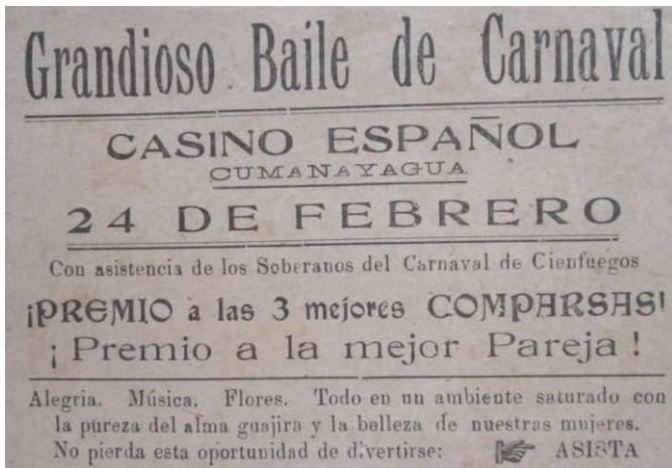 Grandioso Baile de Carnaval
CASINO ESPAÑOL
CUMANAYAGUA
24 DE FEBRERO
Con asistencia de los Soberanos del Carnaval de Cienfuegos
¡PREMIO a las 3 mejores COMPARSAS!
¡Premio a la mejor Pareja!
Alegria. Música. Flores. Todo en un ambiente saturado con
la pureza del alma guajira y la belleza de nuestras mujeres.
No pierda esta oportunidad de divertirse: ☞ ASISTA